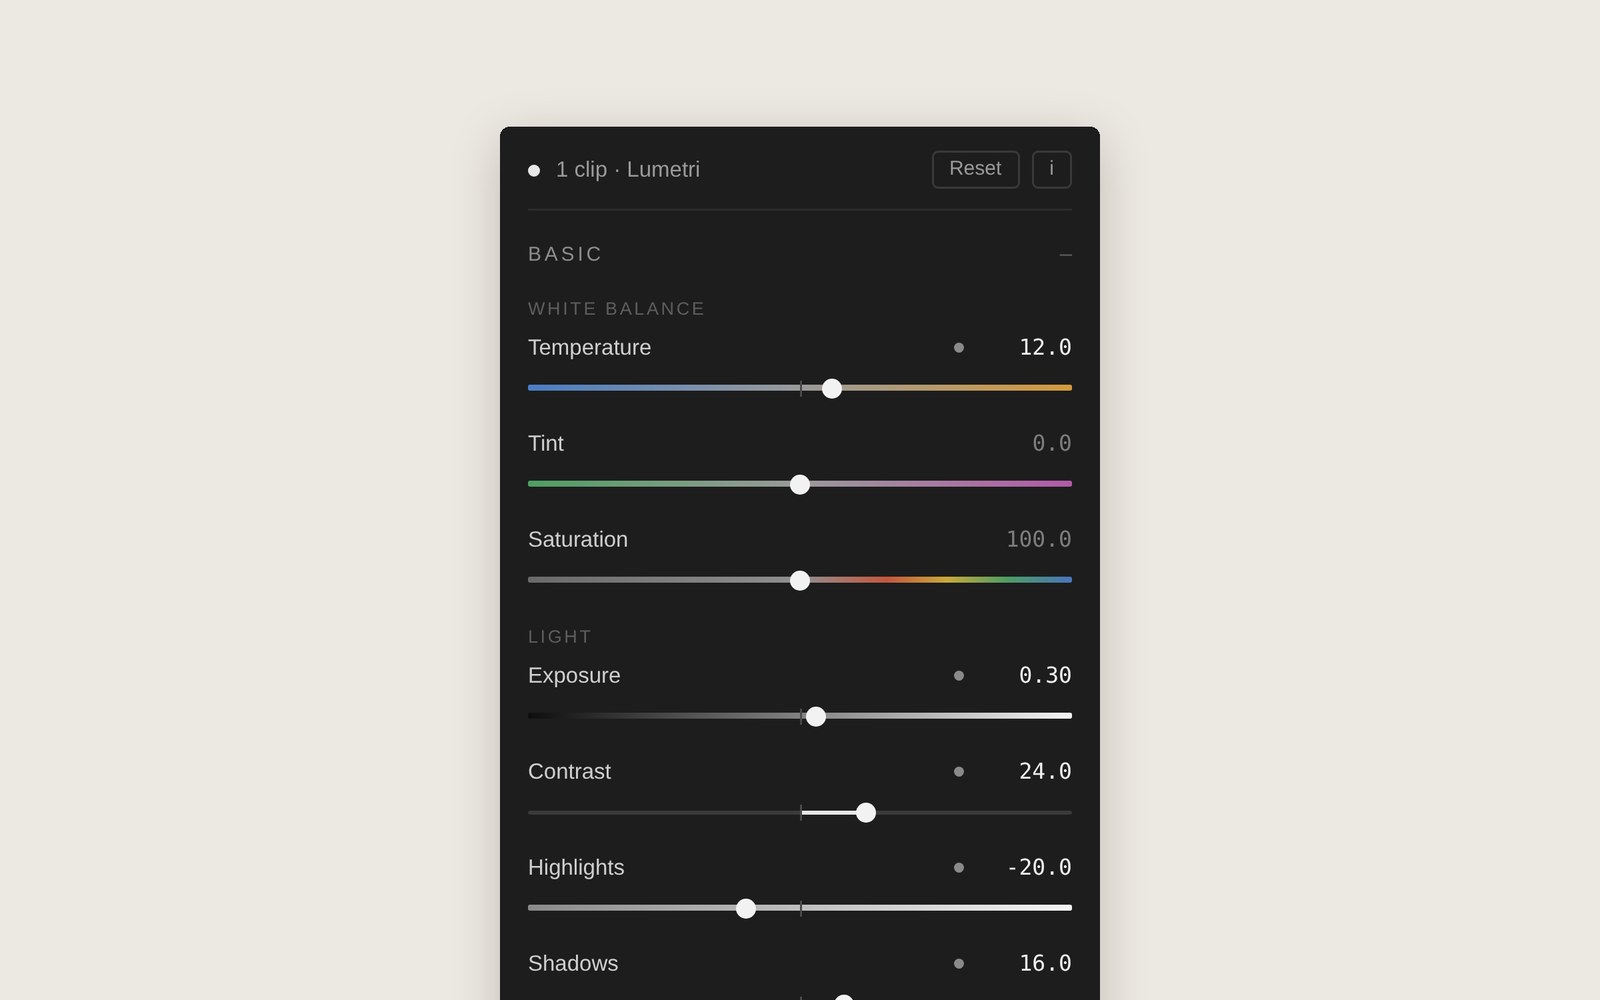 1 clip · Lumetri
Reset
i
BASIC
–
WHITE BALANCE
Temperature 12.0
Tint 0.0
Saturation 100.0
LIGHT
Exposure 0.30
Contrast 24.0
Highlights -20.0
Shadows 16.0